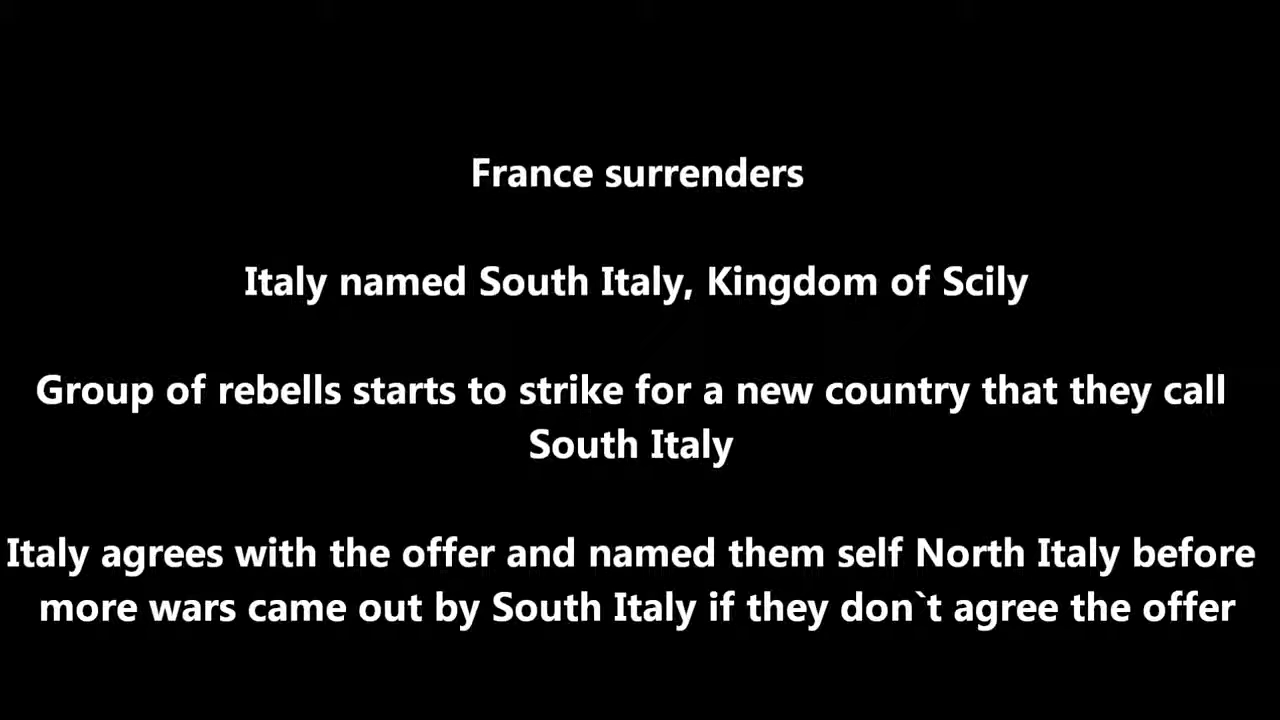 France surrenders
Italy named South Italy, Kingdom of Scily
Group of rebells starts to strike for a new country that they call
South Italy
Italy agrees with the offer and named them self North Italy before
more wars came out by South Italy if they don`t agree the offer